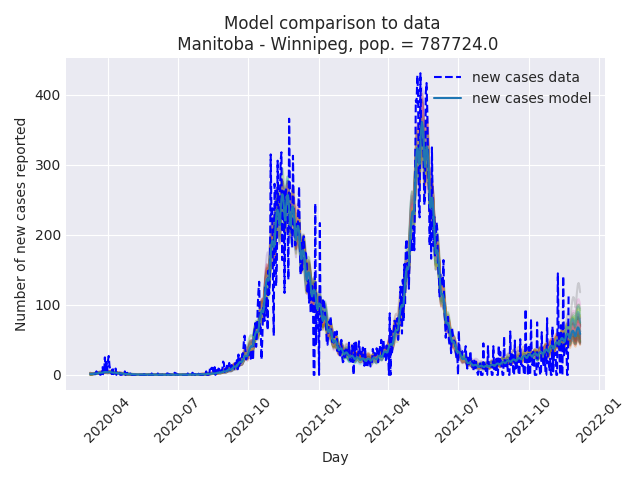 Model comparison to data
Manitoba - Winnipeg, pop. = 787724.0
new cases data
new cases model
Number of new cases reported
400
300
200
100
0
2020-04
2020-07
2020-10
2021-01
2021-04
2021-07
2021-10
2022-01
Day